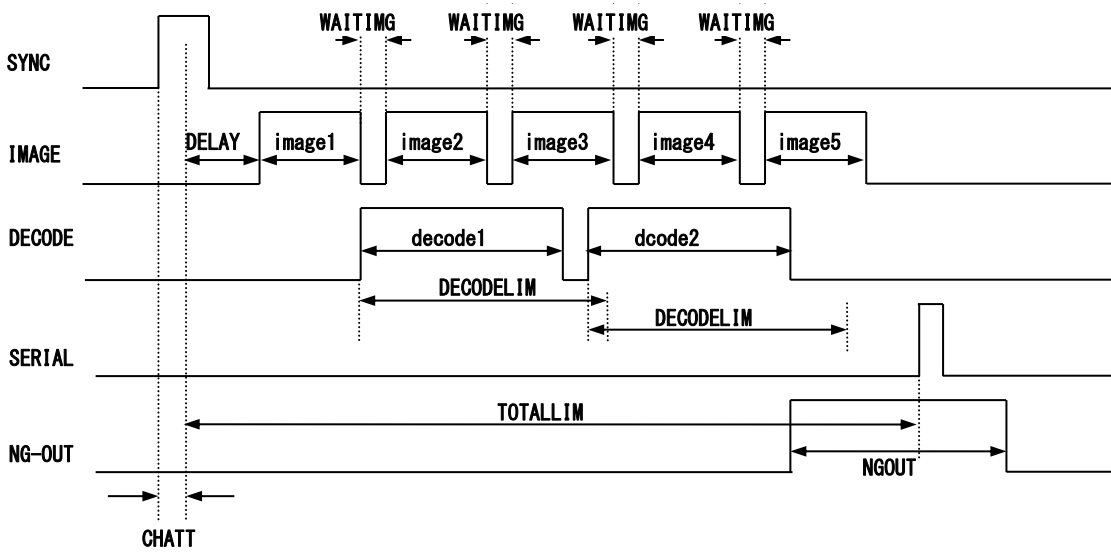 WAITIMG WAITIMG WAITIMG WAITIMG
SYNC
IMAGE
DELAY image1 image2 image3 image4 image5
DECODE
decode1 dcode2
DECODELIM
DECODELIM
SERIAL
TOTALLIM
NG-OUT
NGOUT
CHATT